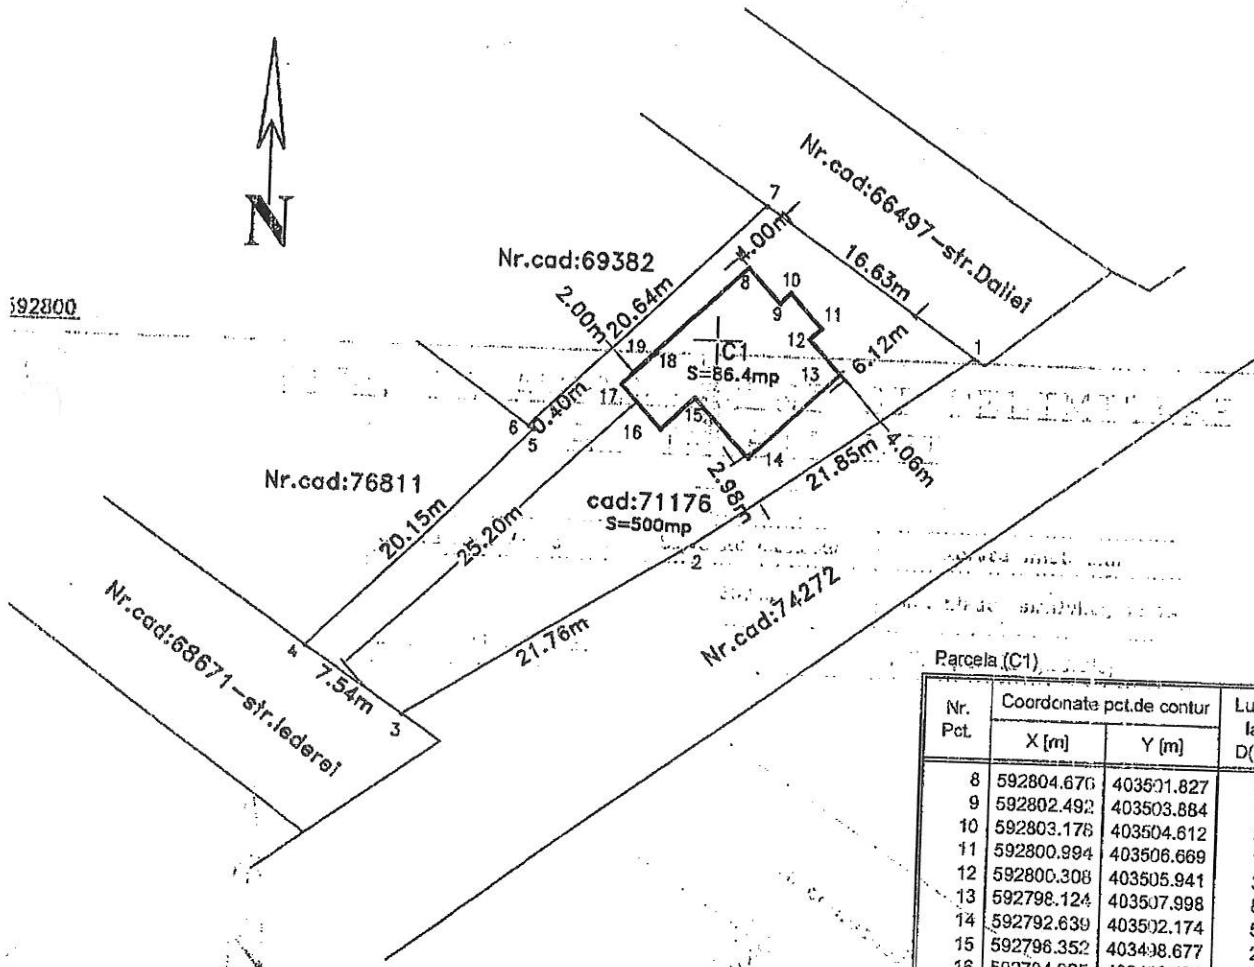 Nr.cad:66497-str.Daliei
7
4.00m
16.63m
Nr.cad:69382
8
10
9
11
12
592800
2.00m
20.64m
19
18
C1
S=86.4mp
13
6.12m
1
17
0.40m
6
5
16
15
14
4.06m
21.85m
2.98m
Nr.cad:76811
cad:71176
S=500mp
20.15m
25.20m
2
Nr.cad:74272
21.76m
4
7.54m
3
Nr.cad:68671-str.Iederei
N
Parcela (C1)
Nr. Pct.
Coordonate pct.de contur
X [m] Y [m]
D(
8 592804.676 403501.827
9 592802.492 403503.884
10 592803.178 403504.612
11 592800.994 403506.669
12 592800.308 403505.941
13 592798.124 403507.998
14 592792.639 403502.174
15 592796.352 403498.677
16